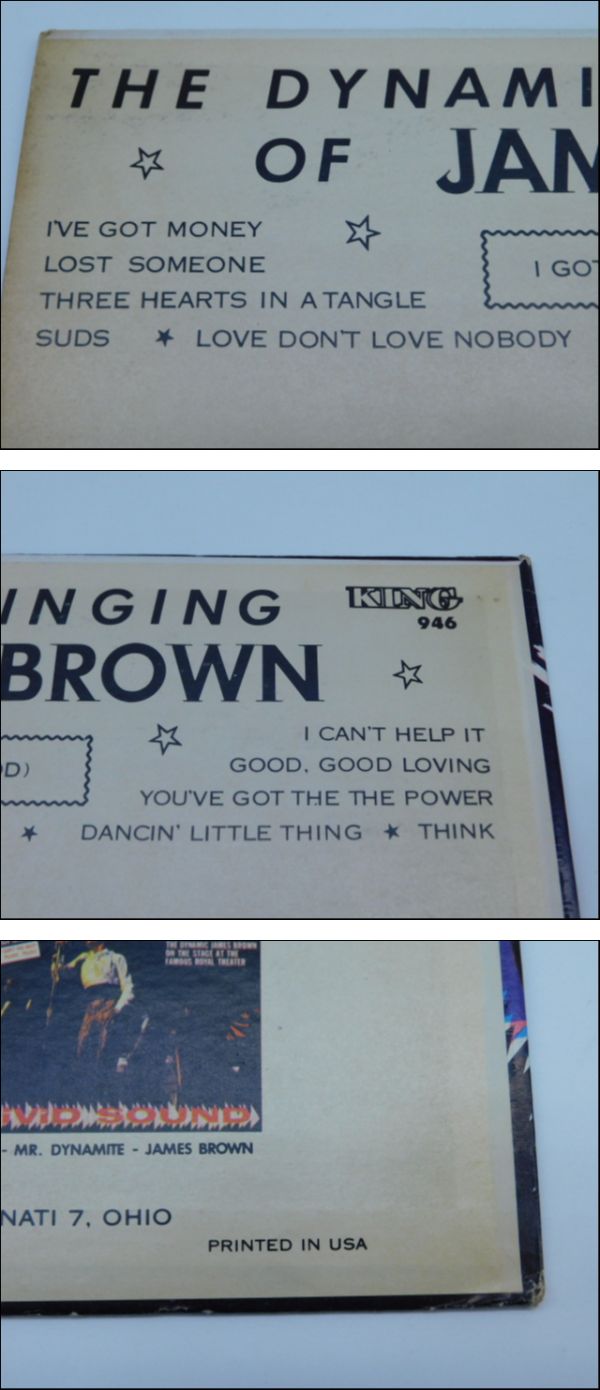 THE DYNAMI
OF JAM
I'VE GOT MONEY
LOST SOMEONE
THREE HEARTS IN A TANGLE
I GOT
SUDS ★ LOVE DON'T LOVE NOBODY
INGING
KING
946
BROWN
I CAN'T HELP IT
OD)
GOOD, GOOD LOVING
YOU'VE GOT THE THE POWER
★ DANCIN' LITTLE THING ★ THINK
THE DYNAMIC JAMES BROWN
ON THE STAGE AT THE
FAMOUS ROYAL THEATER
IVID SOUND
- MR. DYNAMITE - JAMES BROWN
NATI 7, OHIO
PRINTED IN USA